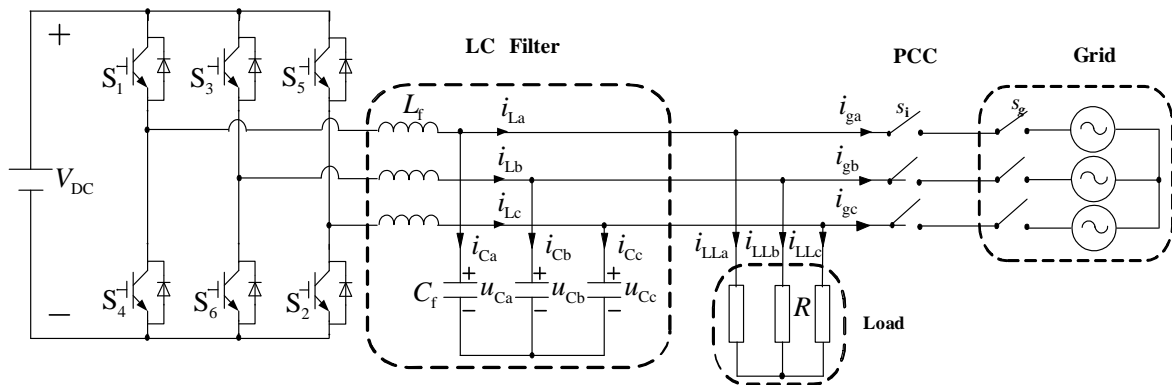 LC Filter
PCC
Grid
+
S1
S3
S5
Lf
iLa
iga
si
sg
VDC
iLb
igb
iLc
igc
iCa
iCb
iCc
iLLa
iLLb
iLLc
S4
S6
S2
Cf
+
uCa
−
+
uCb
−
+
uCc
−
R
Load
−